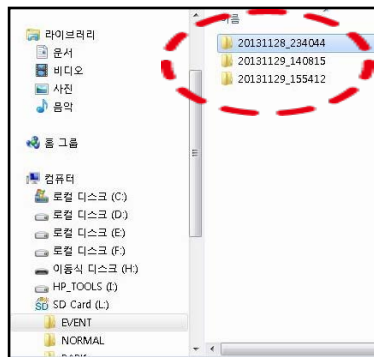 라이브러리
문서
비디오
사진
음악
홈 그룹
컴퓨터
로컬 디스크 (C:)
로컬 디스크 (D:)
로컬 디스크 (E:)
로컬 디스크 (F:)
이동식 디스크 (H:)
HP_TOOLS (I:)
SD Card (L:)
EVENT
NORMAL
이름
20131128_234044
20131129_140815
20131129_155412